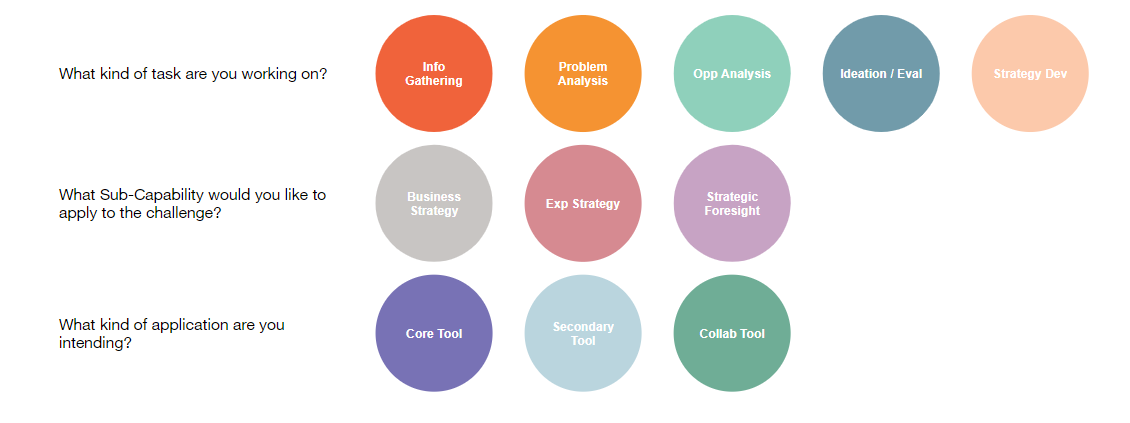 What kind of task are you working on?
Info
Gathering
Problem
Analysis
Opp Analysis
Ideation / Eval
Strategy Dev
What Sub-Capability would you like to
apply to the challenge?
Business
Strategy
Exp Strategy
Strategic
Foresight
What kind of application are you
intending?
Core Tool
Secondary
Tool
Collab Tool